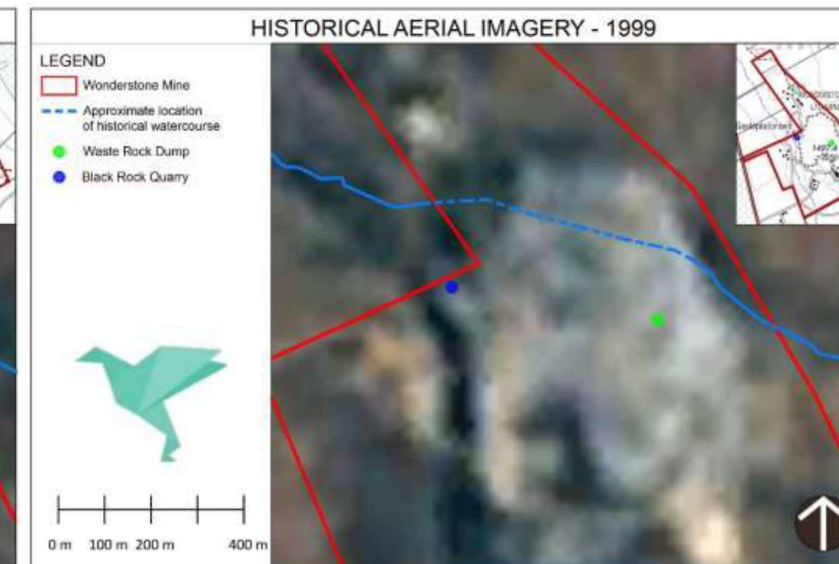 HISTORICAL AERIAL IMAGERY - 1999
LEGEND
Wonderstone Mine
Approximate location
of historical watercourse
Waste Rock Dump
Black Rock Quarry
0 m 100 m 200 m 400 m